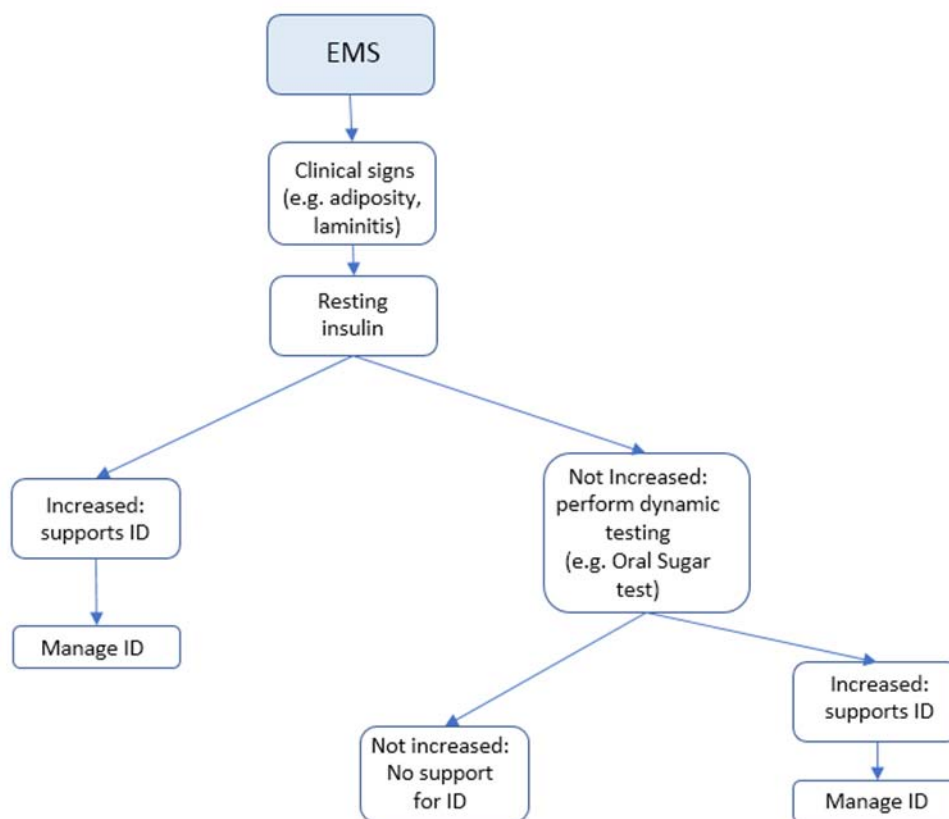 EMS
Clinical signs
(e.g. adiposity,
laminitis)
Resting
insulin
Increased:
supports ID
Manage ID
Not Increased:
perform dynamic
testing
(e.g. Oral Sugar
test)
Not increased:
No support
for ID
Increased:
supports ID
Manage ID